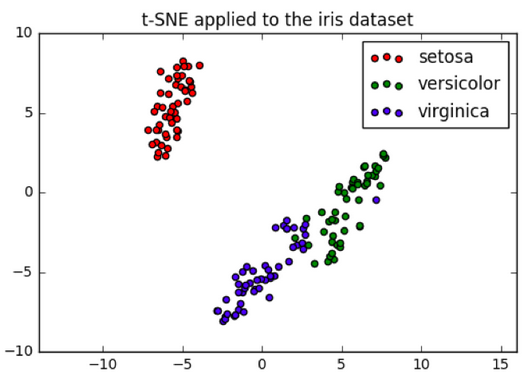 t-SNE applied to the iris dataset
10
setosa
versicolor
virginica
5
0
−5
−10
−10 −5 0 5 10 15